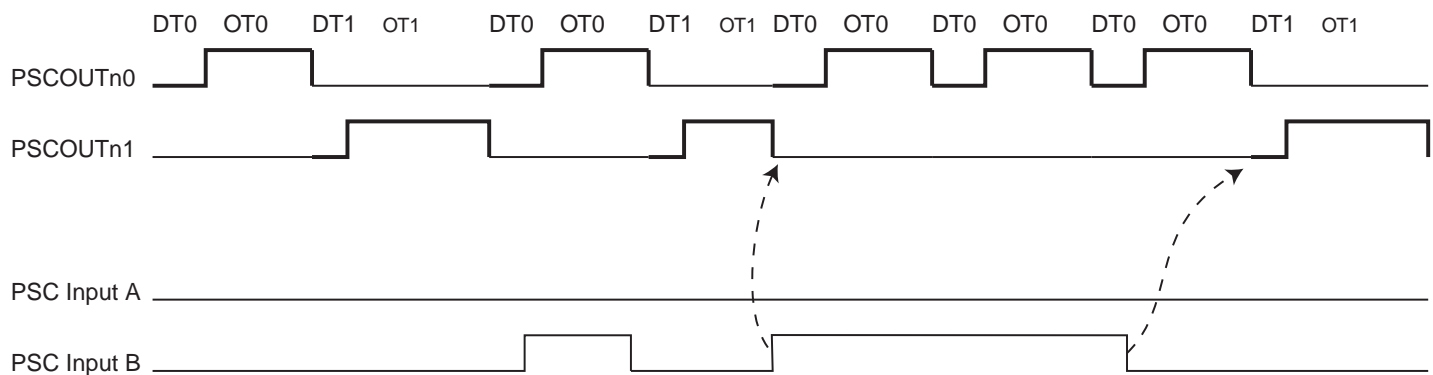 DT0 OT0 DT1 OT1 DT0 OT0 DT1 OT1 DT0 OT0 DT0 OT0 DT0 OT0 DT1 OT1
PSCOUTn0
PSCOUTn1
PSC Input A
PSC Input B